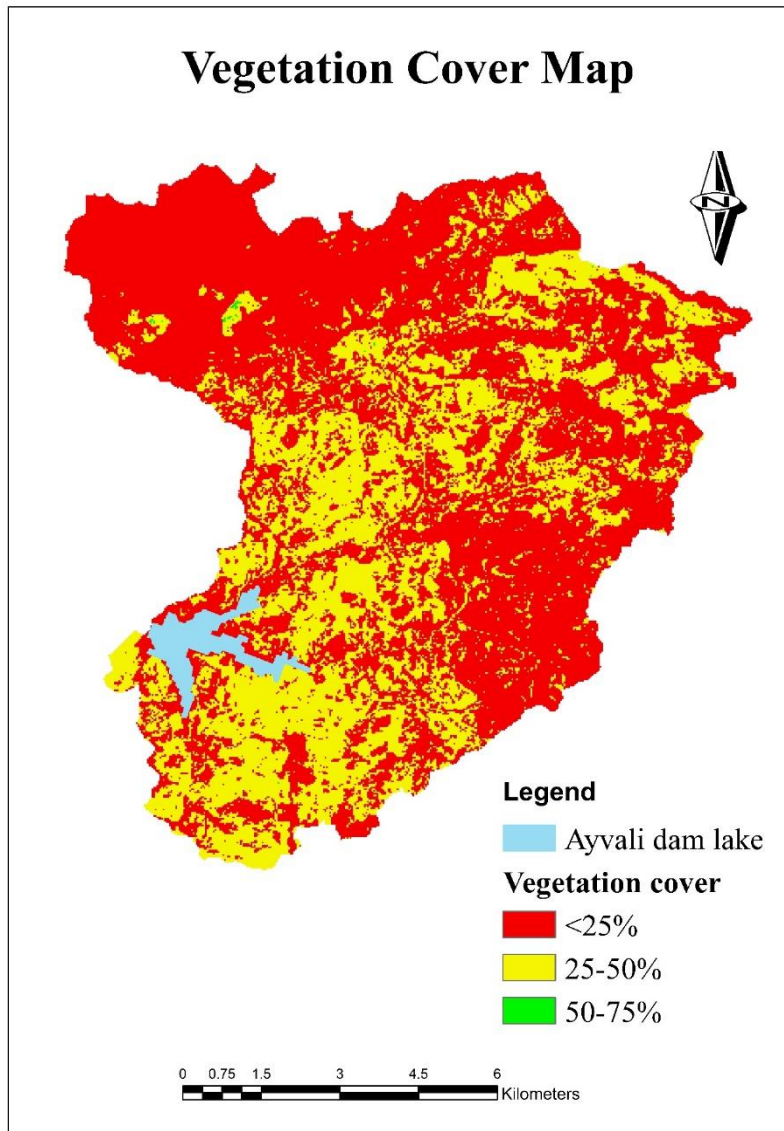 Vegetation Cover Map
N
Legend
Ayvali dam lake
Vegetation cover
<25%
25-50%
50-75%
0 0.75 1.5 3 4.5 6
Kilometers